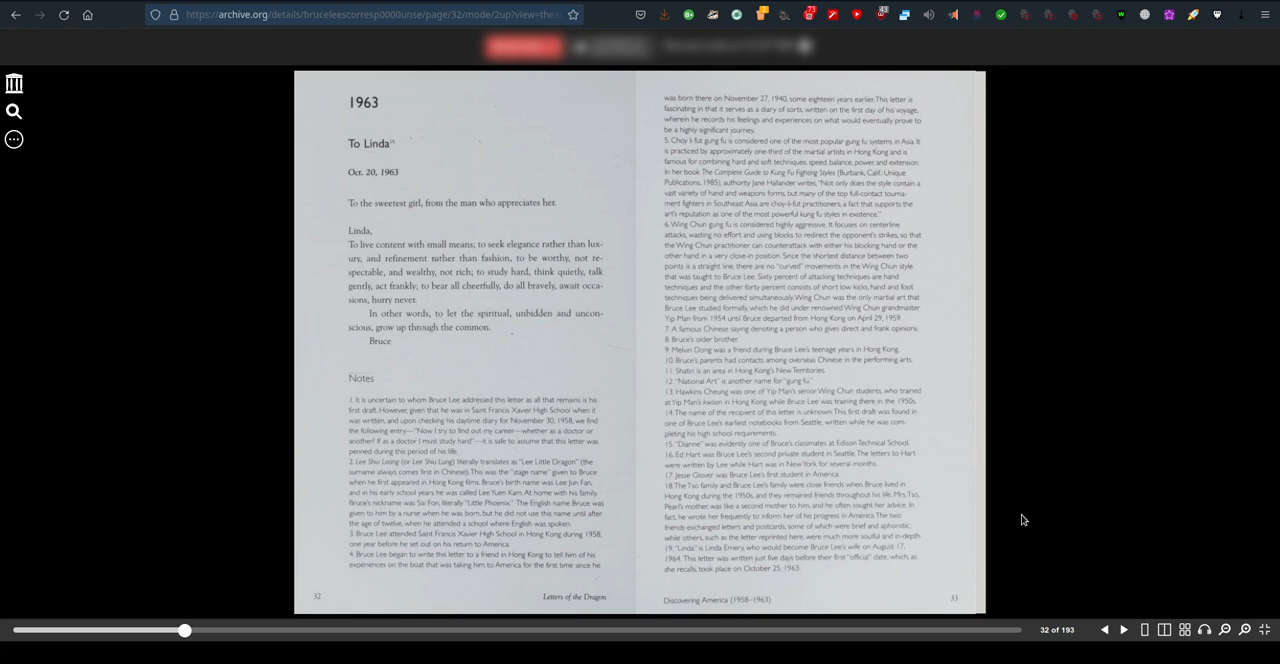 https://archive.org/details/bruceleescorresp0000unse/page/32/mode/2up?view=thea
1963
To Linda19
Oct. 20, 1963
To the sweetest girl, from the man who appreciates her.
Linda,
To live content with small means; to seek elegance rather than lux-
ury, and refinement rather than fashion, to be worthy, not re-
spectable, and wealthy, not rich; to study hard, think quietly, talk
gently, act frankly; to bear all cheerfully, do all bravely, await occa-
sions, hurry never.
In other words, to let the spiritual, unbidden and uncon-
scious, grow up through the common.
Bruce
Notes
1. It is uncertain to whom Bruce addressed this letter as all that remains is his
first draft. However, given that he was in Saint Francis Xavier High School when it
was written, and upon checking his daytime diary for November 30, 1958, we find
the following entry—"Now I try to find out my career—whether as a doctor or
another! If as a doctor I must study hard"—it is safe to assume that this letter was
penned during this period of his life.
2. Lee Shiu Loong (or Lee Shiu Lung) literally translates as "Lee Little Dragon" (the
surname always comes first in Chinese). This was the "stage name" given to Bruce
when he first appeared in Hong Kong films. Bruce's birth name was Lee Jun Fan,
and in his early school years he was called Lee Yuen Kam. At home with his family,
Bruce's nickname was Sai Fon, literally "Little Phoenix." The English name Bruce was
given to him by a nurse when he was born, but he did not use this name until after
the age of twelve, when he attended a school where English was spoken.
3. Bruce Lee attended Saint Francis Xavier High School in Hong Kong during 1958,
one year before he set out on his return to America.
4. Bruce Lee began to write this letter to a friend in Hong Kong to tell him of his
experiences on the boat that was taking him to America for the first time since he
32
Letters of the Dragon
was born there on November 27, 1940, some eighteen years earlier. This letter is
fascinating in that it serves as a diary of sorts, written on the first day of his voyage,
wherein he records his feelings and experiences on what would eventually prove to
be a highly significant journey.
5. Choy li fut gung fu is considered one of the most popular gung fu systems in Asia. It
is practiced by approximately one-third of the martial artists in Hong Kong and is
famous for combining hard and soft techniques, speed, balance, power, and extension.
In her book The Complete Guide to Kung Fu Fighting Styles (Burbank, Calif.: Unique
Publications, 1985), authority Jane Hallander writes, "Not only does the style contain a
vast variety of hand and weapons forms, but many of the top full-contact tourna-
ment fighters in Southeast Asia are choy-li-fut practitioners, a fact that supports the
art's reputation as one of the most powerful kung fu styles in existence."
6. Wing Chun gung fu is considered highly aggressive. It focuses on centerline
attacks, wasting no effort and using blocks to redirect the opponent's strikes, so that
the Wing Chun practitioner can counterattack with either his blocking hand or the
other hand in a very close-in position. Since the shortest distance between two
points is a straight line, there are no "curved" movements in the Wing Chun style
that was taught to Bruce Lee. Sixty percent of attacking techniques are hand
techniques and the other forty percent consists of short low kicks, hand and foot
techniques being delivered simultaneously. Wing Chun was the only martial art that
Bruce Lee studied formally, which he did under renowned Wing Chun grandmaster
Yip Man from 1954 until Bruce departed from Hong Kong on April 29, 1959.
7. A famous Chinese saying denoting a person who gives direct and frank opinions.
8. Bruce's older brother.
9. Melvin Dong was a friend during Bruce Lee's teenage years in Hong Kong.
10. Bruce's parents had contacts among overseas Chinese in the performing arts.
11. Shatin is an area in Hong Kong's New Territories.
12. "National Art" is another name for "gung fu."
13. Hawkins Cheung was one of Yip Man's senior Wing Chun students, who trained
at Yip Man's kwoon in Hong Kong while Bruce Lee was training there in the 1950s.
14. The name of the recipient of this letter is unknown. This first draft was found in
one of Bruce Lee's earliest notebooks from Seattle, written while he was com-
pleting his high school requirements.
15. "Dianne" was evidently one of Bruce's classmates at Edison Technical School.
16. Ed Hart was Bruce Lee's second private student in Seattle. The letters to Hart
were written by Lee while Hart was in New York for several months.
17. Jesse Glover was Bruce Lee's first student in America.
18. The Tso family and Bruce Lee's family were close friends when Bruce lived in
Hong Kong during the 1950s, and they remained friends throughout his life. Mrs. Tso,
Pearl's mother, was like a second mother to him, and he often sought her advice. In
fact, he wrote her frequently to inform her of his progress in America. The two
friends exchanged letters and postcards, some of which were brief and aphoristic,
while others, such as the letter reprinted here, were much more soulful and in-depth.
19. "Linda" is Linda Emery, who would become Bruce Lee's wife on August 17,
1964. This letter was written just five days before their first "official" date, which, as
she recalls, took place on October 25, 1963.
Discovering America (1958–1963)
33
32 of 193